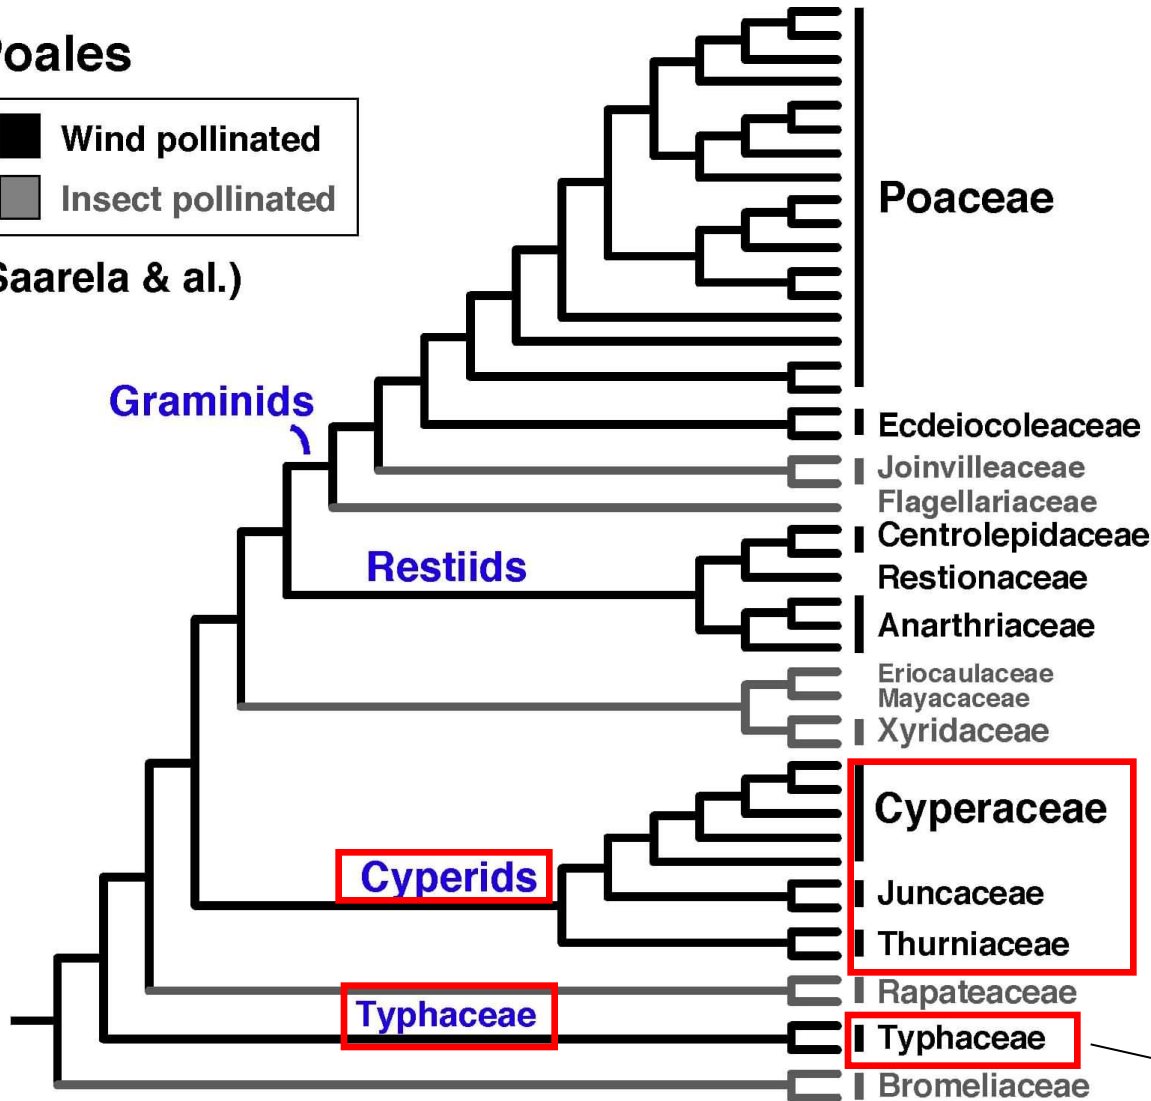 oales
Wind pollinated
Insect pollinated
Saarela & al.)
Poaceae
Graminids
Ecdeiocoleaceae
Joinvilleaceae
Flagellariaceae
Centrolepidaceae
Restiids
Restionaceae
Anarthriaceae
Eriocaulaceae
Mayacaceae
Xyridaceae
Cyperaceae
Cyperids
Juncaceae
Thurniaceae
Rapateaceae
Typhaceae
Typhaceae
Bromeliaceae